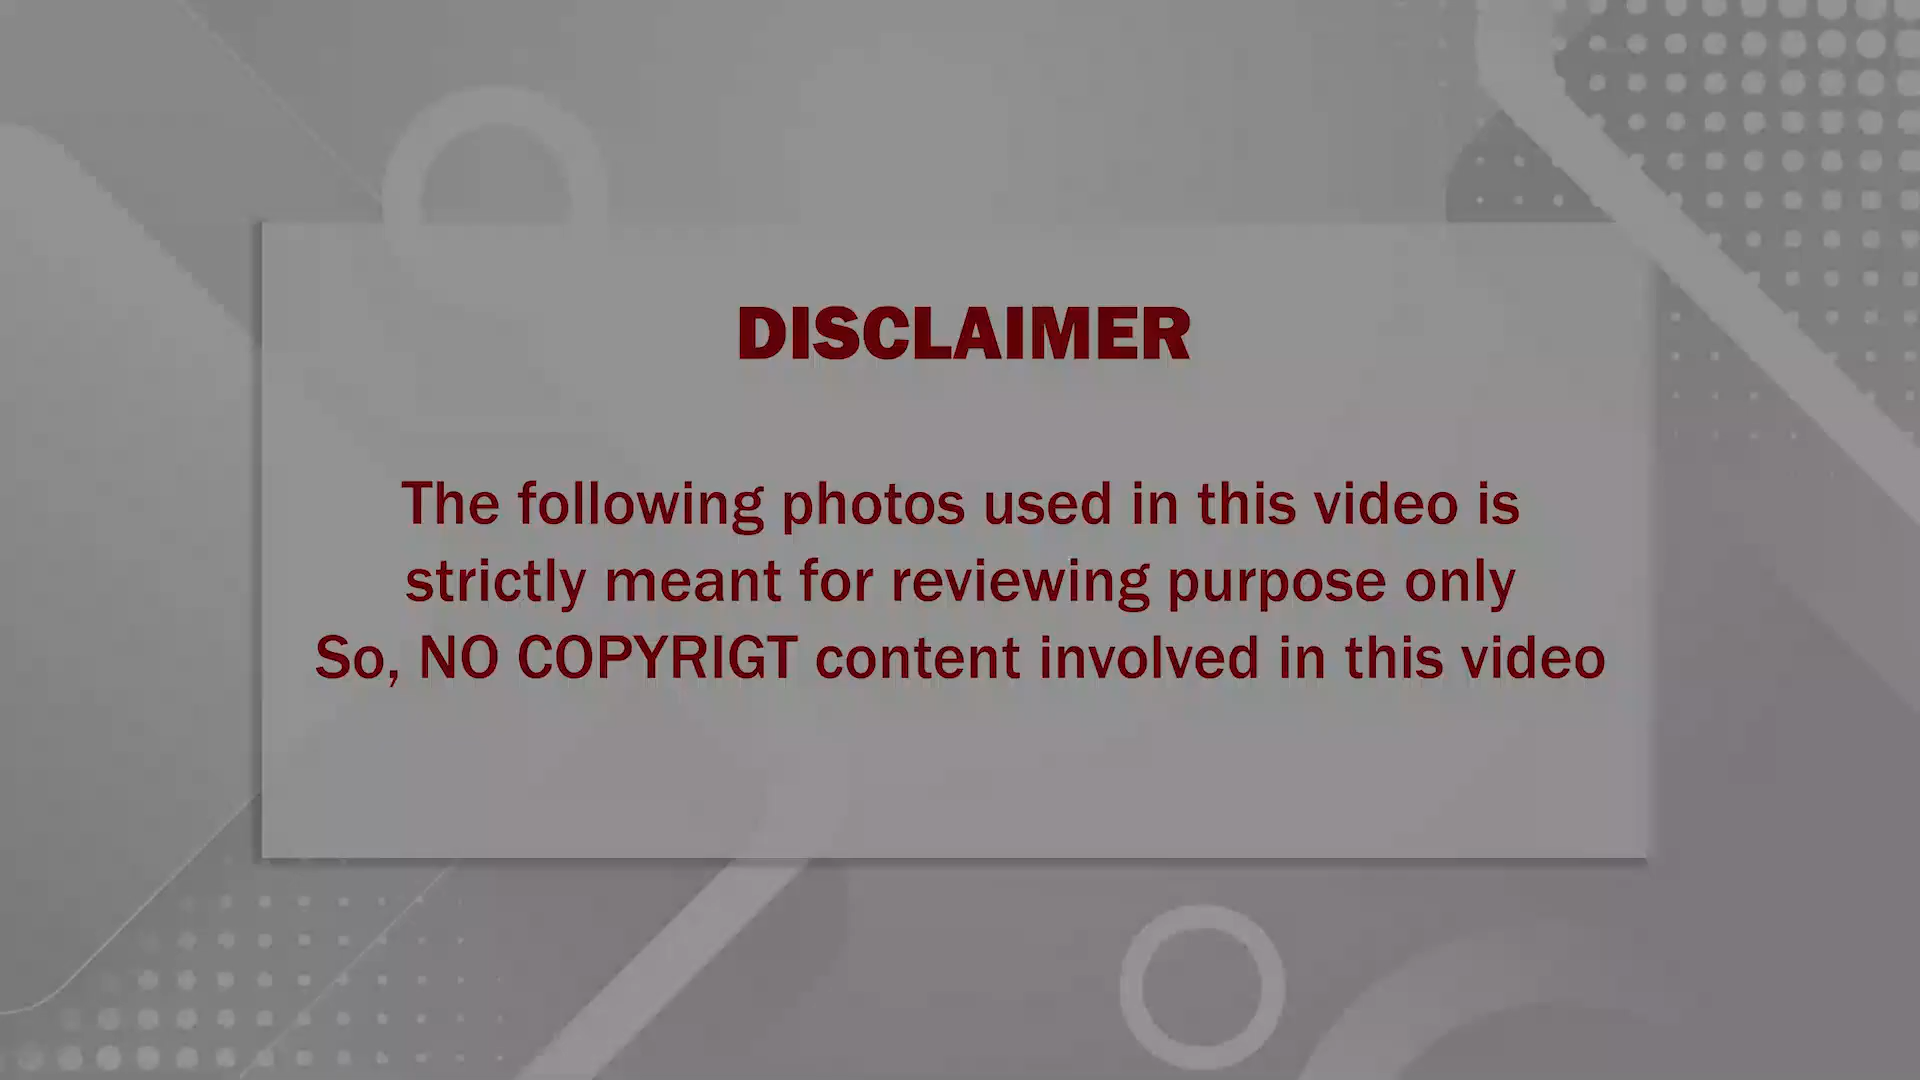 DISCLAIMER
The following photos used in this video is
strictly meant for reviewing purpose only
So, NO COPYRIGT content involved in this video